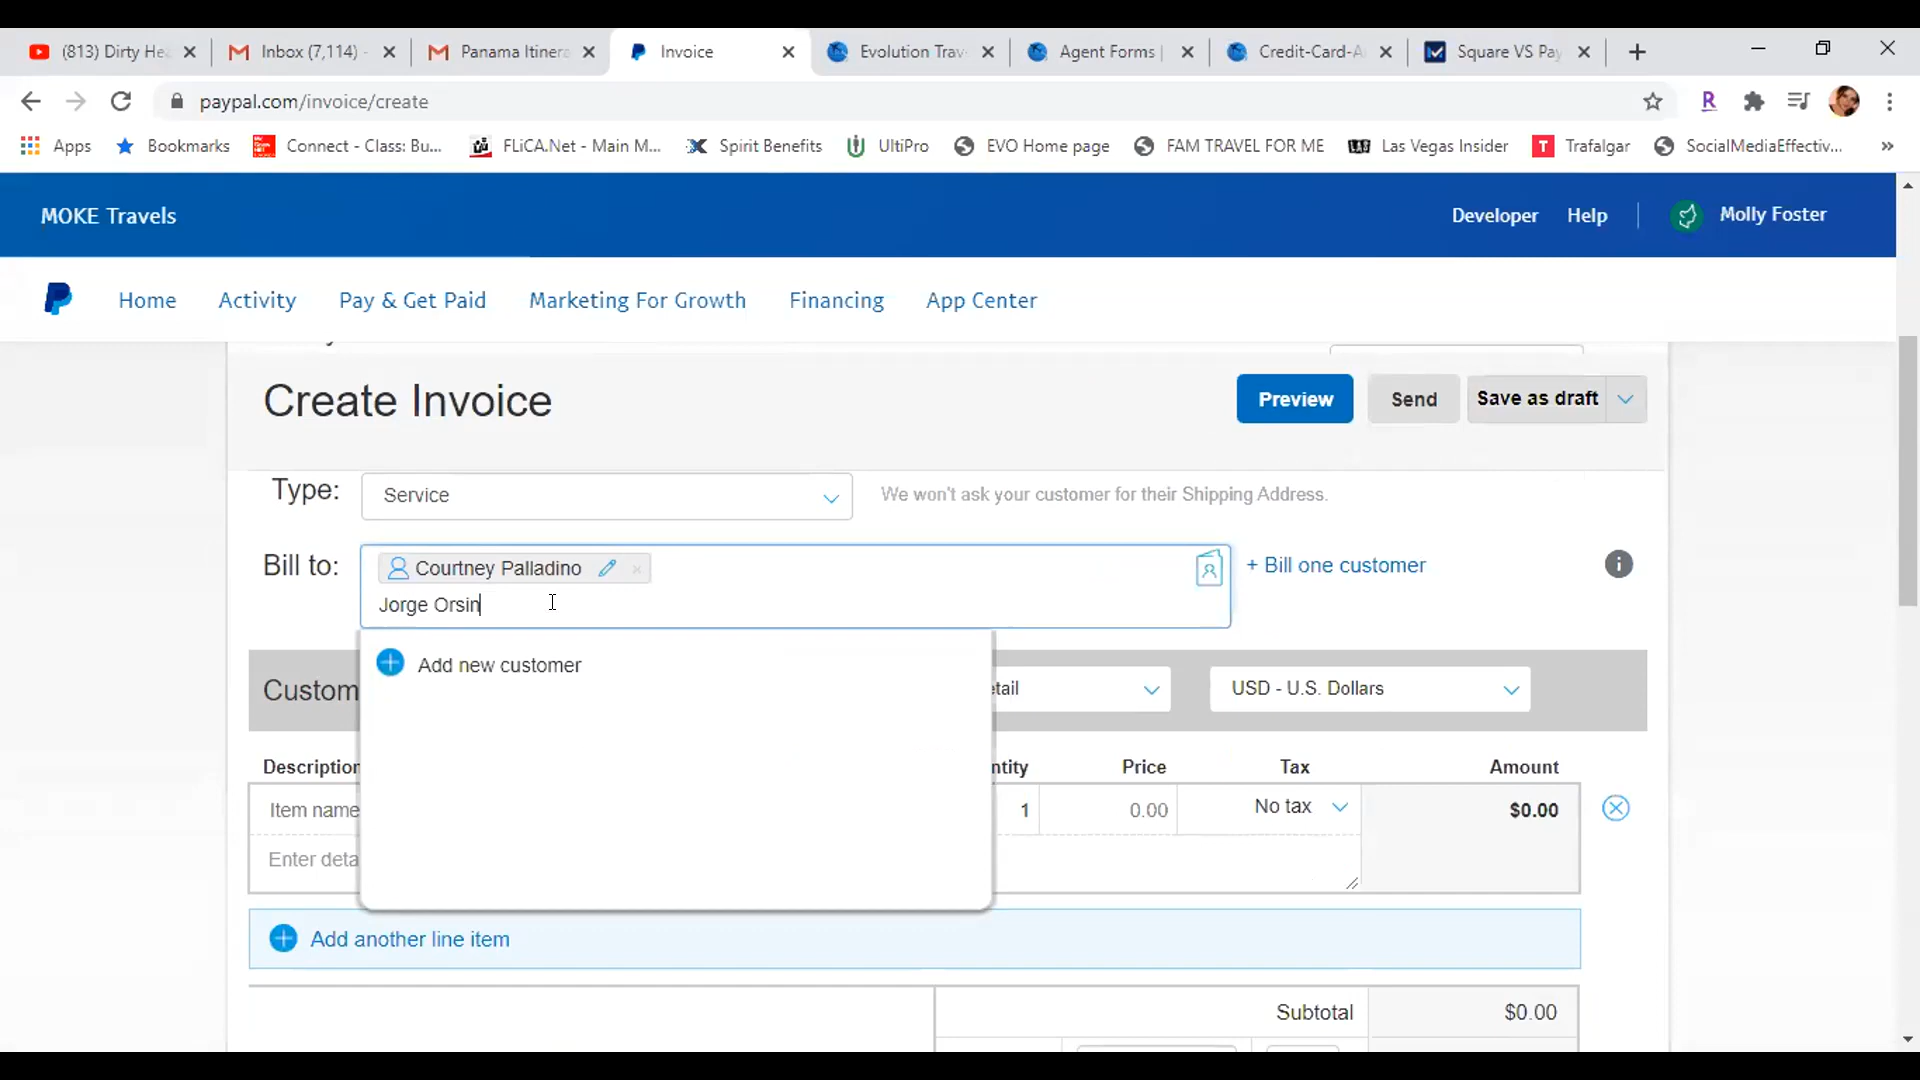 (813) Dirty Hea
Inbox (7,114) -
Panama Itinera
Invoice
Evolution Trav
Agent Forms |
Credit-Card-A
Square VS Pay
paypal.com/invoice/create
R
Apps
Bookmarks
Connect - Class: Bu...
FLiCA.Net - Main M...
Spirit Benefits
UltiPro
EVO Home page
FAM TRAVEL FOR ME
Las Vegas Insider
T
Trafalgar
SocialMediaEffectiv...
MOKE Travels
Developer
Help
Molly Foster
Home
Activity
Pay & Get Paid
Marketing For Growth
Financing
App Center
Create Invoice
Preview
Send
Save as draft
Type:
Service
We won't ask your customer for their Shipping Address.
Bill to:
Courtney Palladino
+ Bill one customer
Jorge Orsin
Add new customer
Custom
etail
USD - U.S. Dollars
Description
ntity
Price
Tax
Amount
Item name
1
0.00
No tax
$0.00
Enter deta
Add another line item
Subtotal
$0.00